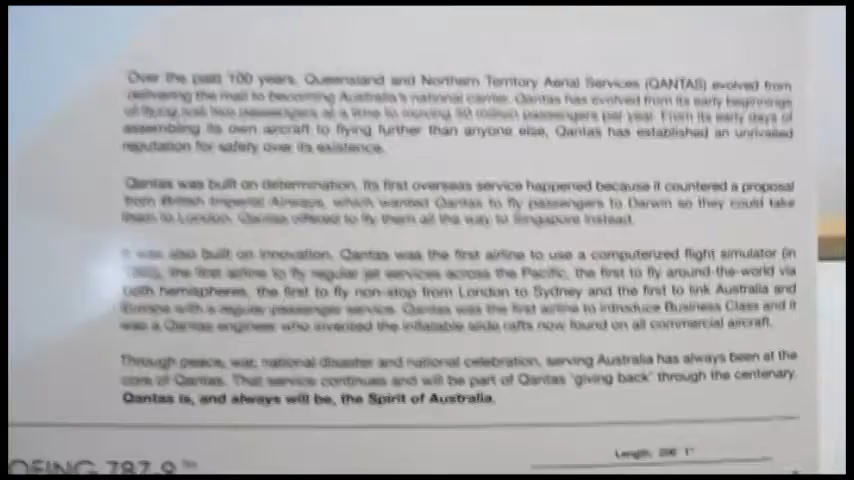 Over the past 100 years, Queensland and Northern Territory Aerial Services (QANTAS) evolved from
delivering the mail to becoming Australia's national carrier. Qantas has evolved from its early beginnings
of flying just two passengers at a time to moving 50 million passengers per year. From its early days of
assembling its own aircraft to flying further than anyone else, Qantas has established an unrivalled
reputation for safety over its existence.
Qantas was built on determination. Its first overseas service happened because it countered a proposal
from British Imperial Airways, which wanted Qantas to fly passengers to Darwin so they could take
them to London. Qantas offered to fly them all the way to Singapore instead.
It was also built on innovation. Qantas was the first airline to use a computerized flight simulator (in
the first airline to fly regular jet services across the Pacific, the first to fly around-the-world via
both hemispheres, the first to fly non-stop from London to Sydney and the first to link Australia and
Europe with a regular passenger service. Qantas was the first airline to introduce Business Class and it
was a Qantas engineer who invented the inflatable slide rafts now found on all commercial aircraft.
Through peace, war, national disaster and national celebration, serving Australia has always been at the
core of Qantas. That service continues and will be part of Qantas 'giving back' through the centenary.
Qantas is, and always will be, the Spirit of Australia.
Length:
OEING 787-9™